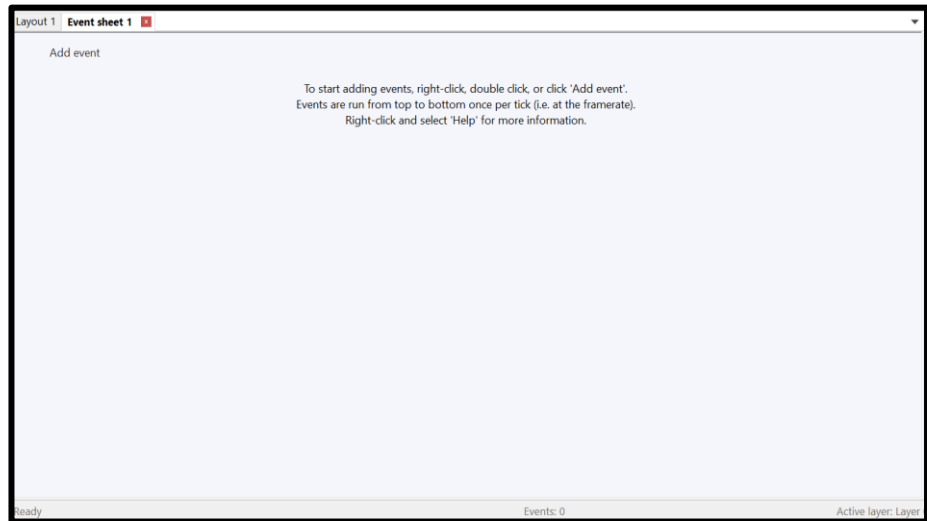 Layout 1 Event sheet 1 x
Add event
To start adding events, right-click, double click, or click 'Add event'.
Events are run from top to bottom once per tick (i.e. at the framerate).
Right-click and select 'Help' for more information.
Ready Events: 0 Active layer: Layer